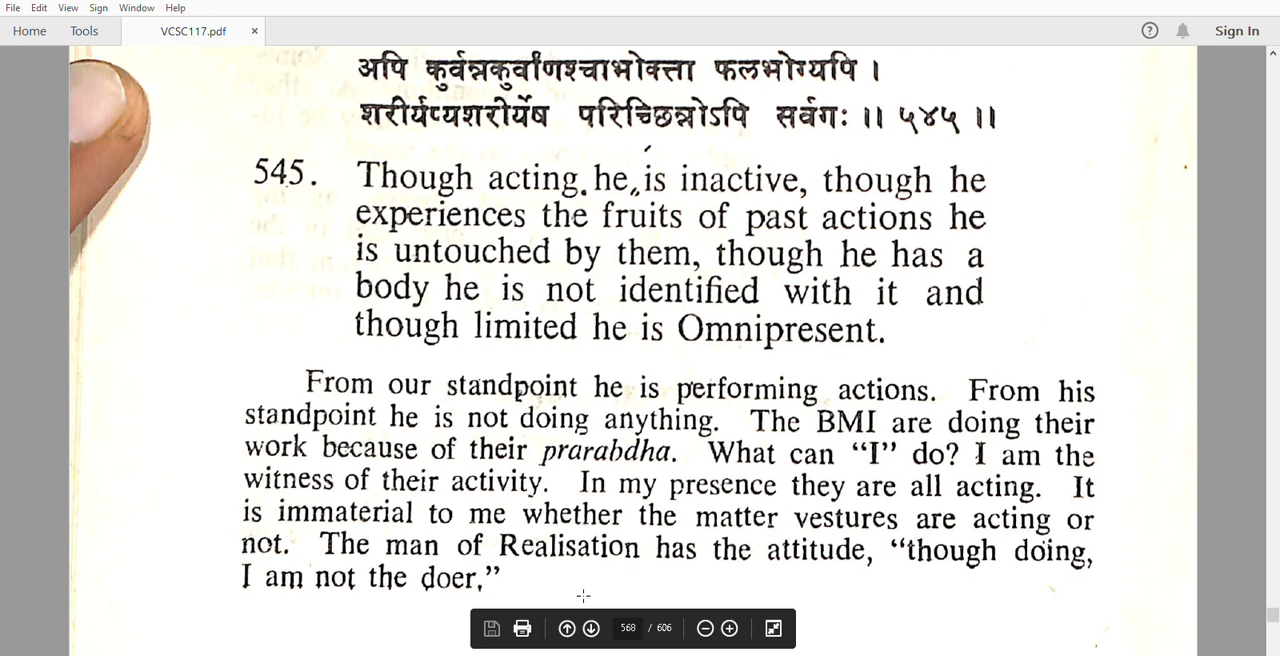 File Edit View Sign Window Help
Home Tools VCSC117.pdf × Sign In
अपि कुर्वन्नकुर्वाणश्चाभोक्ता फलभोग्यपि ।
शरीर्यप्यशरीर्येष परिच्छिन्नोऽपि सर्वगः ॥ ५४५ ॥
545. Though acting he is inactive, though he
experiences the fruits of past actions he
is untouched by them, though he has a
body he is not identified with it and
though limited he is Omnipresent.
From our standpoint he is performing actions. From his
standpoint he is not doing anything. The BMI are doing their
work because of their prarabdha. What can “I” do? I am the
witness of their activity. In my presence they are all acting. It
is immaterial to me whether the matter vestures are acting or
not. The man of Realisation has the attitude, “though doing,
I am not the doer.”
568 / 606